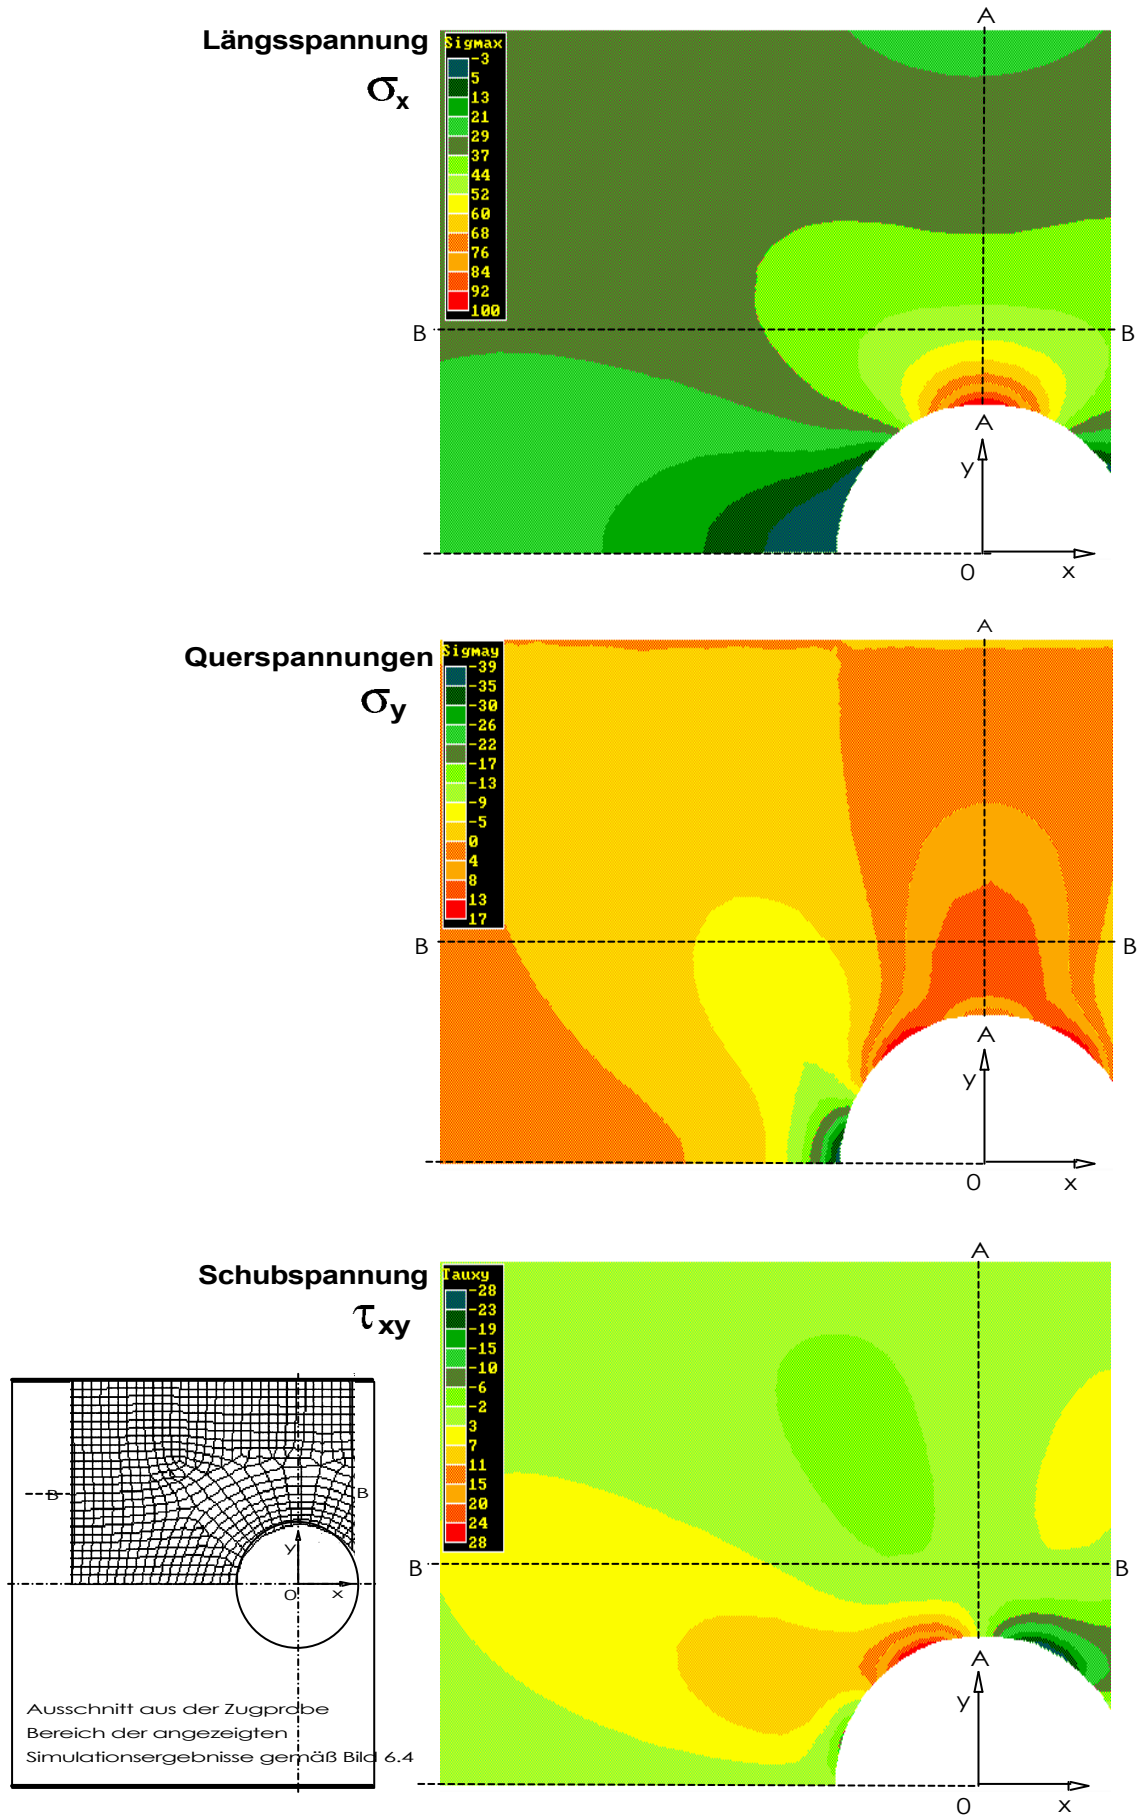 A
Längsspannung
σx
Sigmax
-3
5
13
21
29
37
44
52
60
68
76
84
92
100
B
B
A
y
0
x
A
Querspannungen
σy
Sigmay
-39
-35
-30
-26
-22
-17
-13
-9
-5
0
4
8
13
17
B
B
A
y
0
x
A
Schubspannung
τxy
Tauxy
-28
-23
-19
-15
-10
-6
-2
3
7
11
15
20
24
28
B
B
A
y
0
x
B
B
y
0
x
Ausschnitt aus der Zugprobe
Bereich der angezeigten
Simulationsergebnisse gemäß Bild 6.4